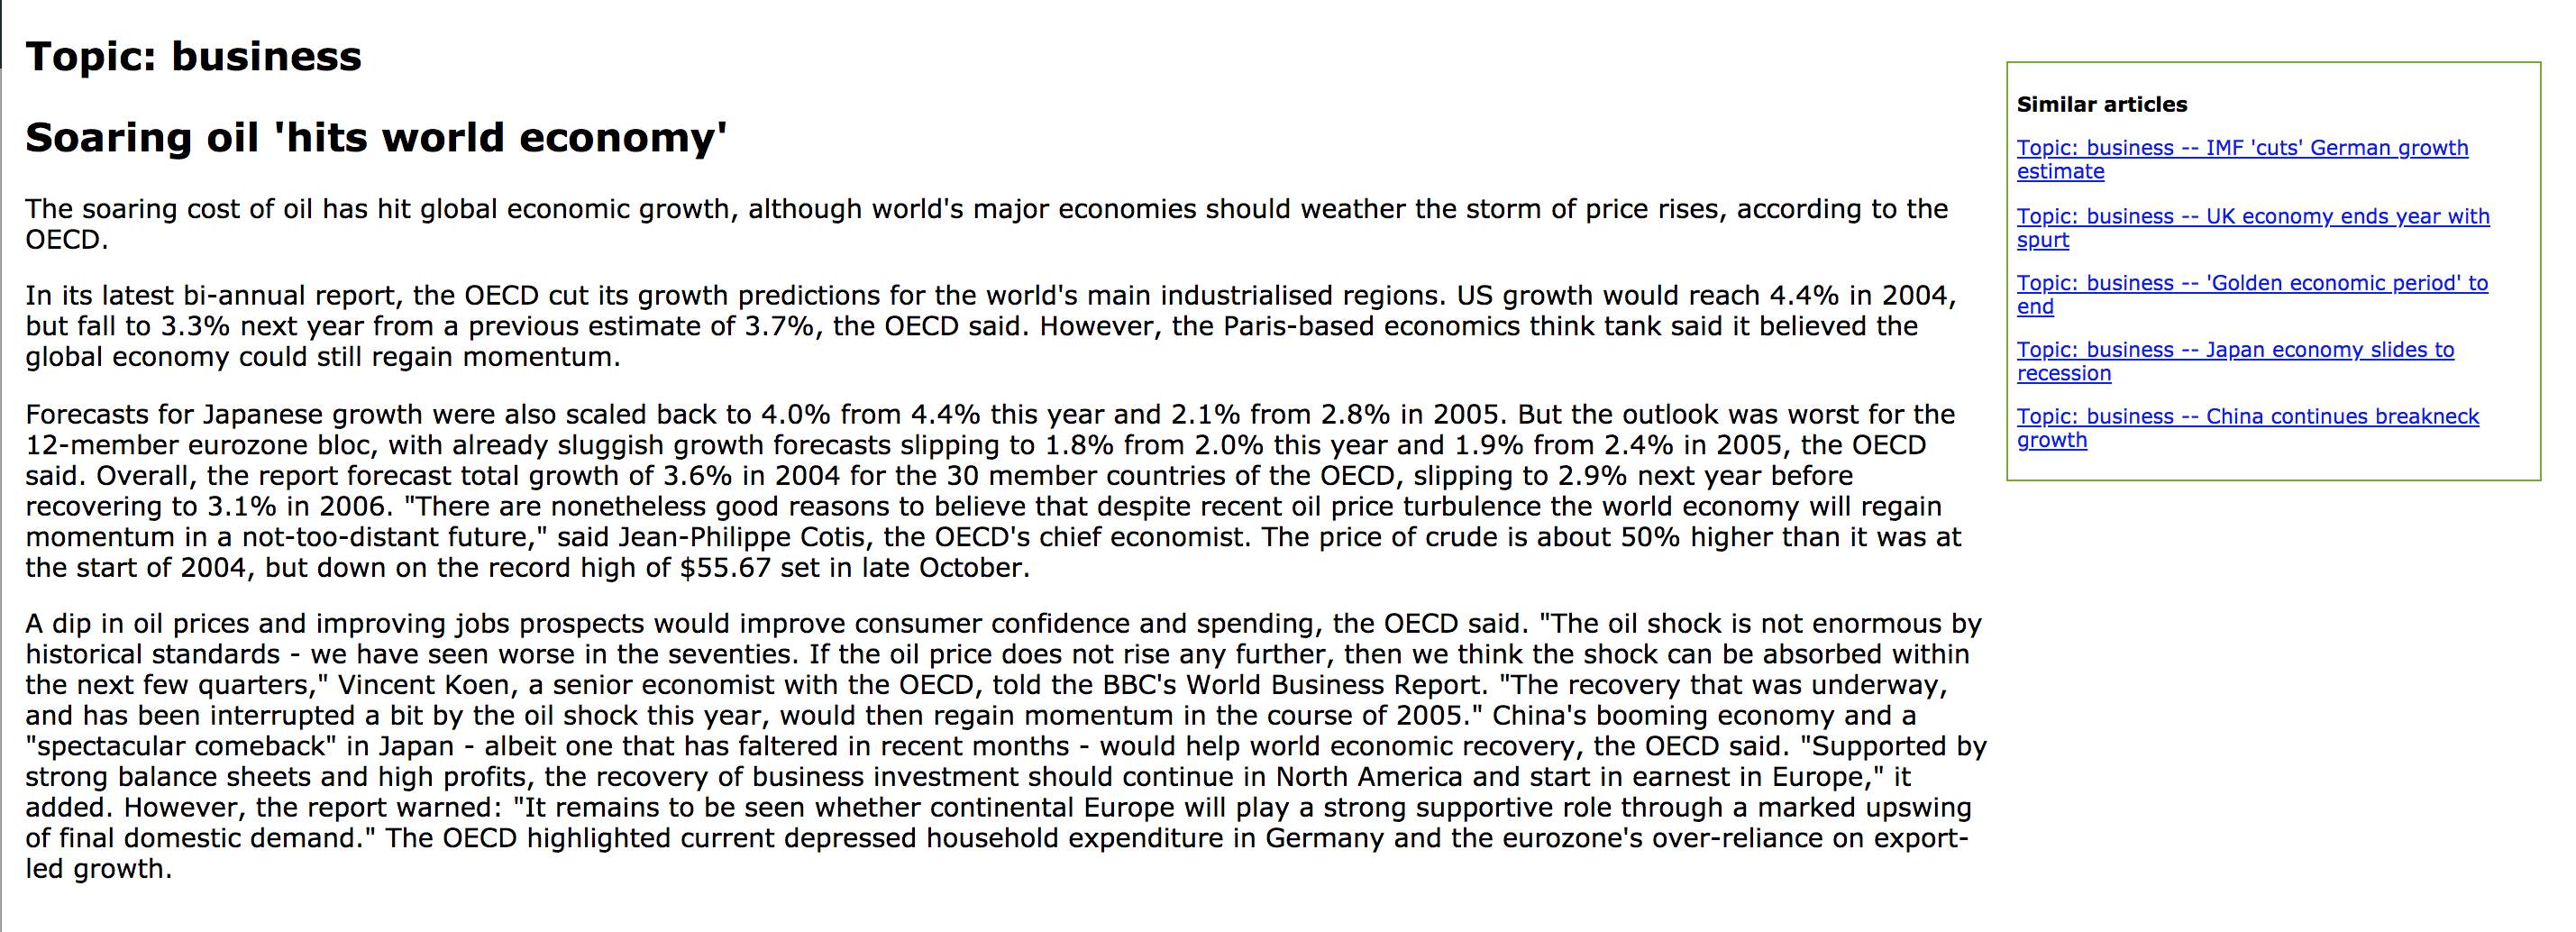 Topic: business
Soaring oil 'hits world economy'
The soaring cost of oil has hit global economic growth, although world's major economies should weather the storm of price rises, according to the
OECD.
In its latest bi-annual report, the OECD cut its growth predictions for the world's main industrialised regions. US growth would reach 4.4% in 2004,
but fall to 3.3% next year from a previous estimate of 3.7%, the OECD said. However, the Paris-based economics think tank said it believed the
global economy could still regain momentum.
Forecasts for Japanese growth were also scaled back to 4.0% from 4.4% this year and 2.1% from 2.8% in 2005. But the outlook was worst for the
12-member eurozone bloc, with already sluggish growth forecasts slipping to 1.8% from 2.0% this year and 1.9% from 2.4% in 2005, the OECD
said. Overall, the report forecast total growth of 3.6% in 2004 for the 30 member countries of the OECD, slipping to 2.9% next year before
recovering to 3.1% in 2006. "There are nonetheless good reasons to believe that despite recent oil price turbulence the world economy will regain
momentum in a not-too-distant future," said Jean-Philippe Cotis, the OECD's chief economist. The price of crude is about 50% higher than it was at
the start of 2004, but down on the record high of $55.67 set in late October.
A dip in oil prices and improving jobs prospects would improve consumer confidence and spending, the OECD said. "The oil shock is not enormous by
historical standards - we have seen worse in the seventies. If the oil price does not rise any further, then we think the shock can be absorbed within
the next few quarters," Vincent Koen, a senior economist with the OECD, told the BBC's World Business Report. "The recovery that was underway,
and has been interrupted a bit by the oil shock this year, would then regain momentum in the course of 2005." China's booming economy and a
"spectacular comeback" in Japan - albeit one that has faltered in recent months - would help world economic recovery, the OECD said. "Supported by
strong balance sheets and high profits, the recovery of business investment should continue in North America and start in earnest in Europe," it
added. However, the report warned: "It remains to be seen whether continental Europe will play a strong supportive role through a marked upswing
of final domestic demand." The OECD highlighted current depressed household expenditure in Germany and the eurozone's over-reliance on export-
led growth.
Similar articles
Topic: business -- IMF 'cuts' German growth
estimate
Topic: business -- UK economy ends year with
spurt
Topic: business -- 'Golden economic period' to
end
Topic: business -- Japan economy slides to
recession
Topic: business -- China continues breakneck
growth